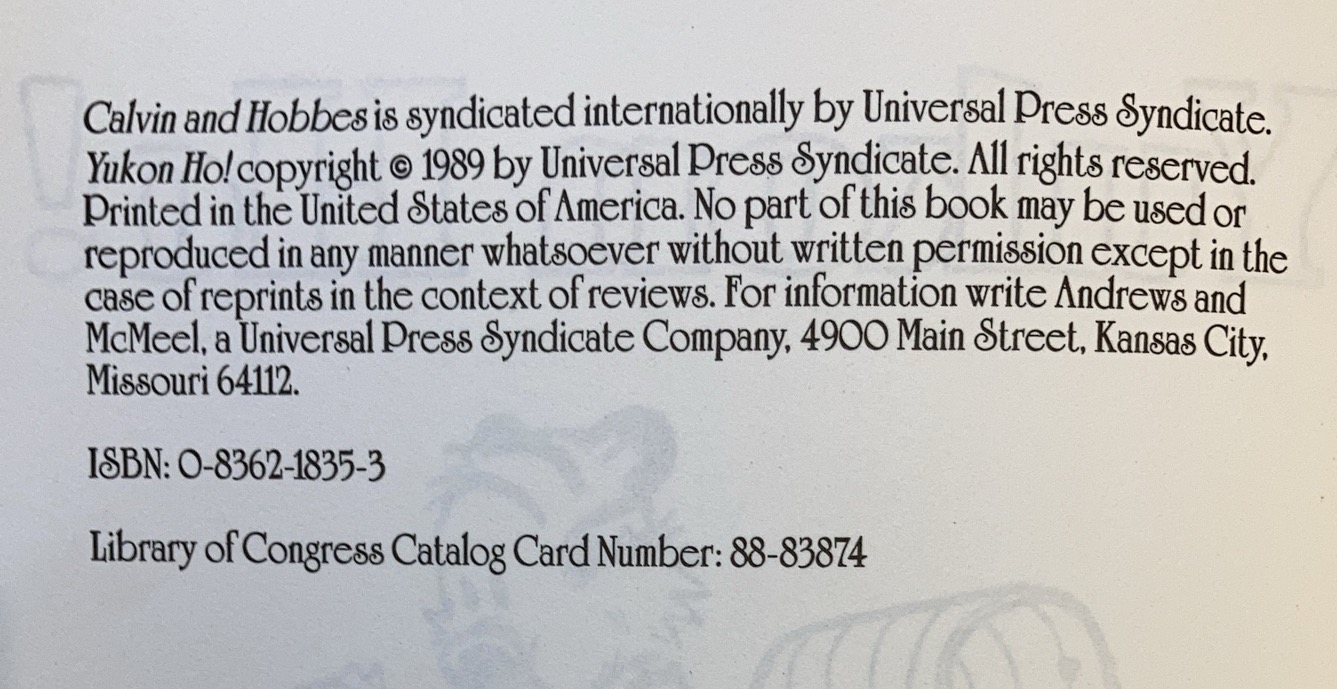 Calvin and Hobbes is syndicated internationally by Universal Press Syndicate.
Yukon Ho! copyright © 1989 by Universal Press Syndicate. All rights reserved.
Printed in the United States of America. No part of this book may be used or
reproduced in any manner whatsoever without written permission except in the
case of reprints in the context of reviews. For information write Andrews and
McMeel, a Universal Press Syndicate Company, 4900 Main Street, Kansas City,
Missouri 64112.
ISBN: 0-8362-1835-3
Library of Congress Catalog Card Number: 88-83874